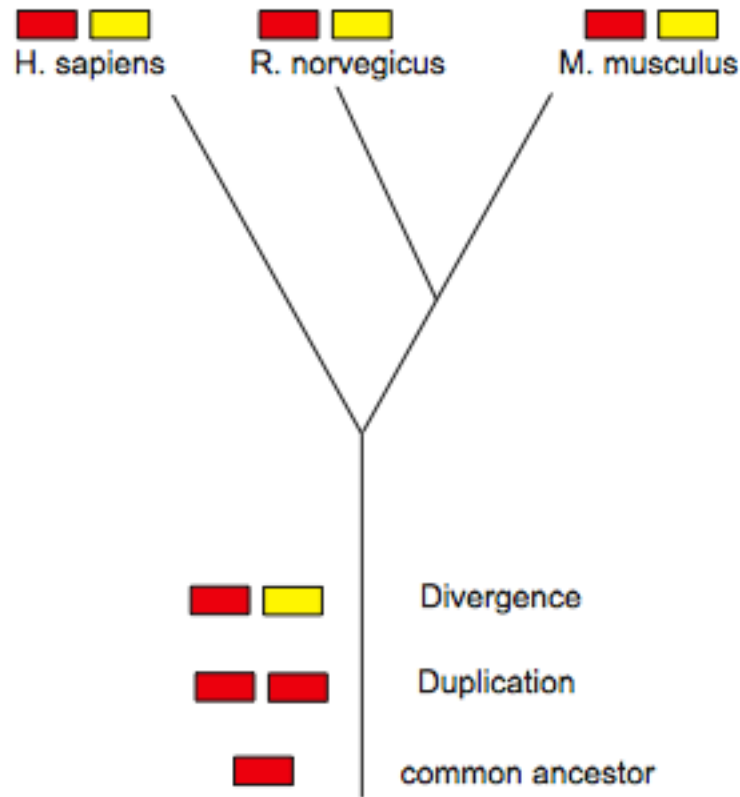 H. sapiens
R. norvegicus
M. musculus
Divergence
Duplication
common ancestor